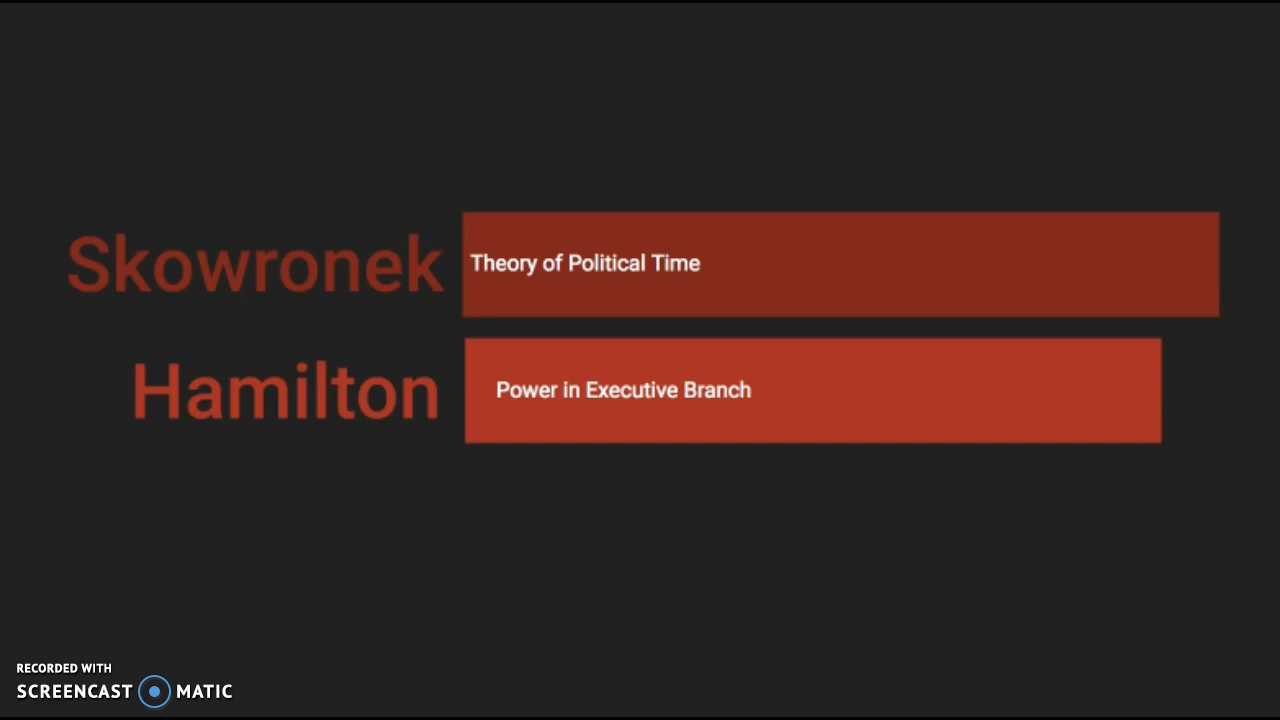 Skowronek
Theory of Political Time
Hamilton
Power in Executive Branch
RECORDED WITH
SCREENCAST MATIC